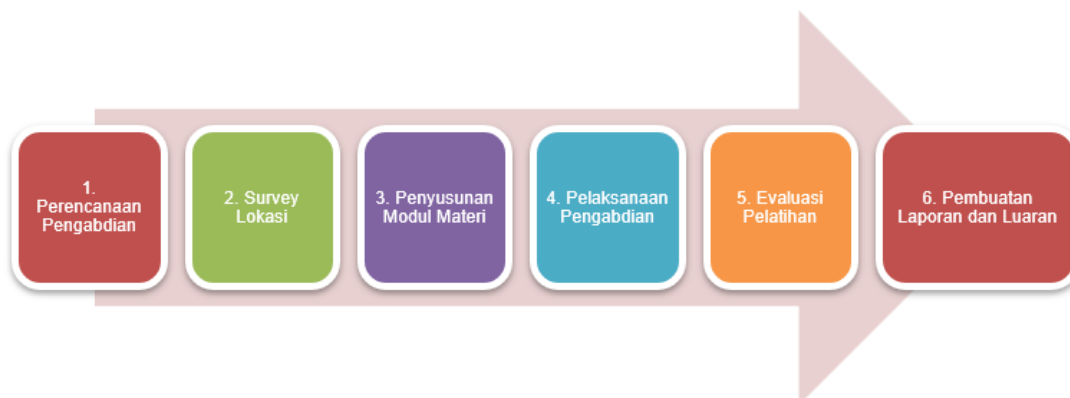 1.
Perencanaan
Pengabdian
2. Survey
Lokasi
3. Penyusunan
Modul Materi
4. Pelaksanaan
Pengabdian
5. Evaluasi
Pelatihan
6. Pembuatan
Laporan dan Luaran